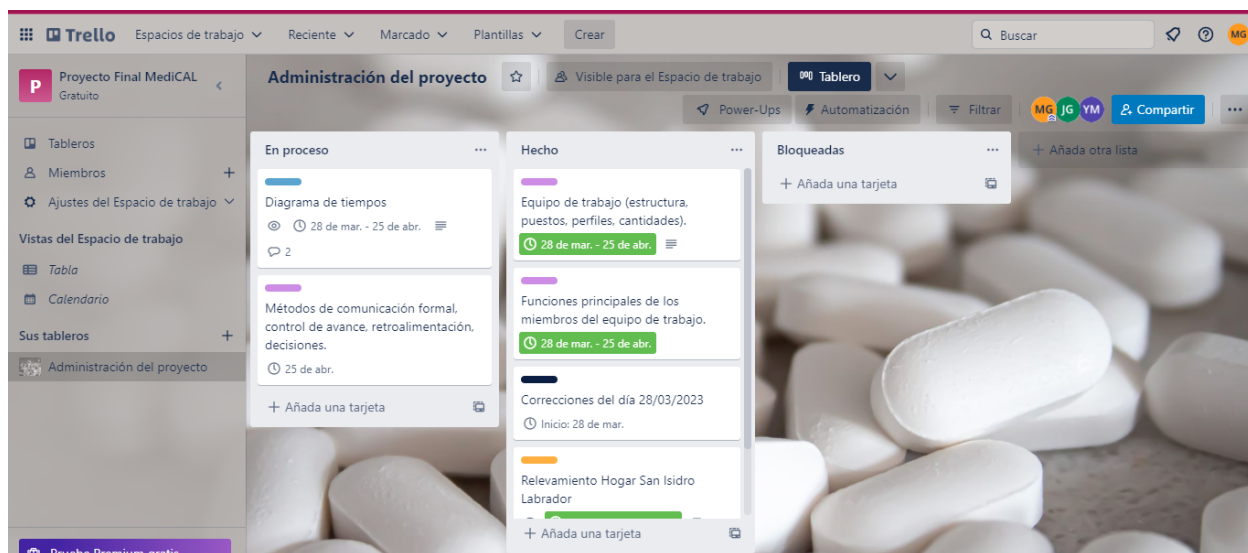 Trello Espacios de trabajo Reciente Marcado Plantillas Crear Buscar MG
P Proyecto Final MediCAL
Gratuito
Administración del proyecto Visible para el Espacio de trabajo Tablero
Power-Ups Automatización Filtrar MG JG YM Compartir
Tableros
Miembros
Ajustes del Espacio de trabajo
Vistas del Espacio de trabajo
Tabla
Calendario
Sus tableros
Administración del proyecto
Pruebe Premium gratis
En proceso
Diagrama de tiempos
28 de mar. - 25 de abr.
2
Métodos de comunicación formal,
control de avance, retroalimentación,
decisiones.
25 de abr.
+ Añada una tarjeta
Hecho
Equipo de trabajo (estructura,
puestos, perfiles, cantidades).
28 de mar. - 25 de abr.
Funciones principales de los
miembros del equipo de trabajo.
28 de mar. - 25 de abr.
Correcciones del día 28/03/2023
Inicio: 28 de mar.
Relevamiento Hogar San Isidro
Labrador
+ Añada una tarjeta
Bloqueadas
+ Añada una tarjeta
+ Añada otra lista